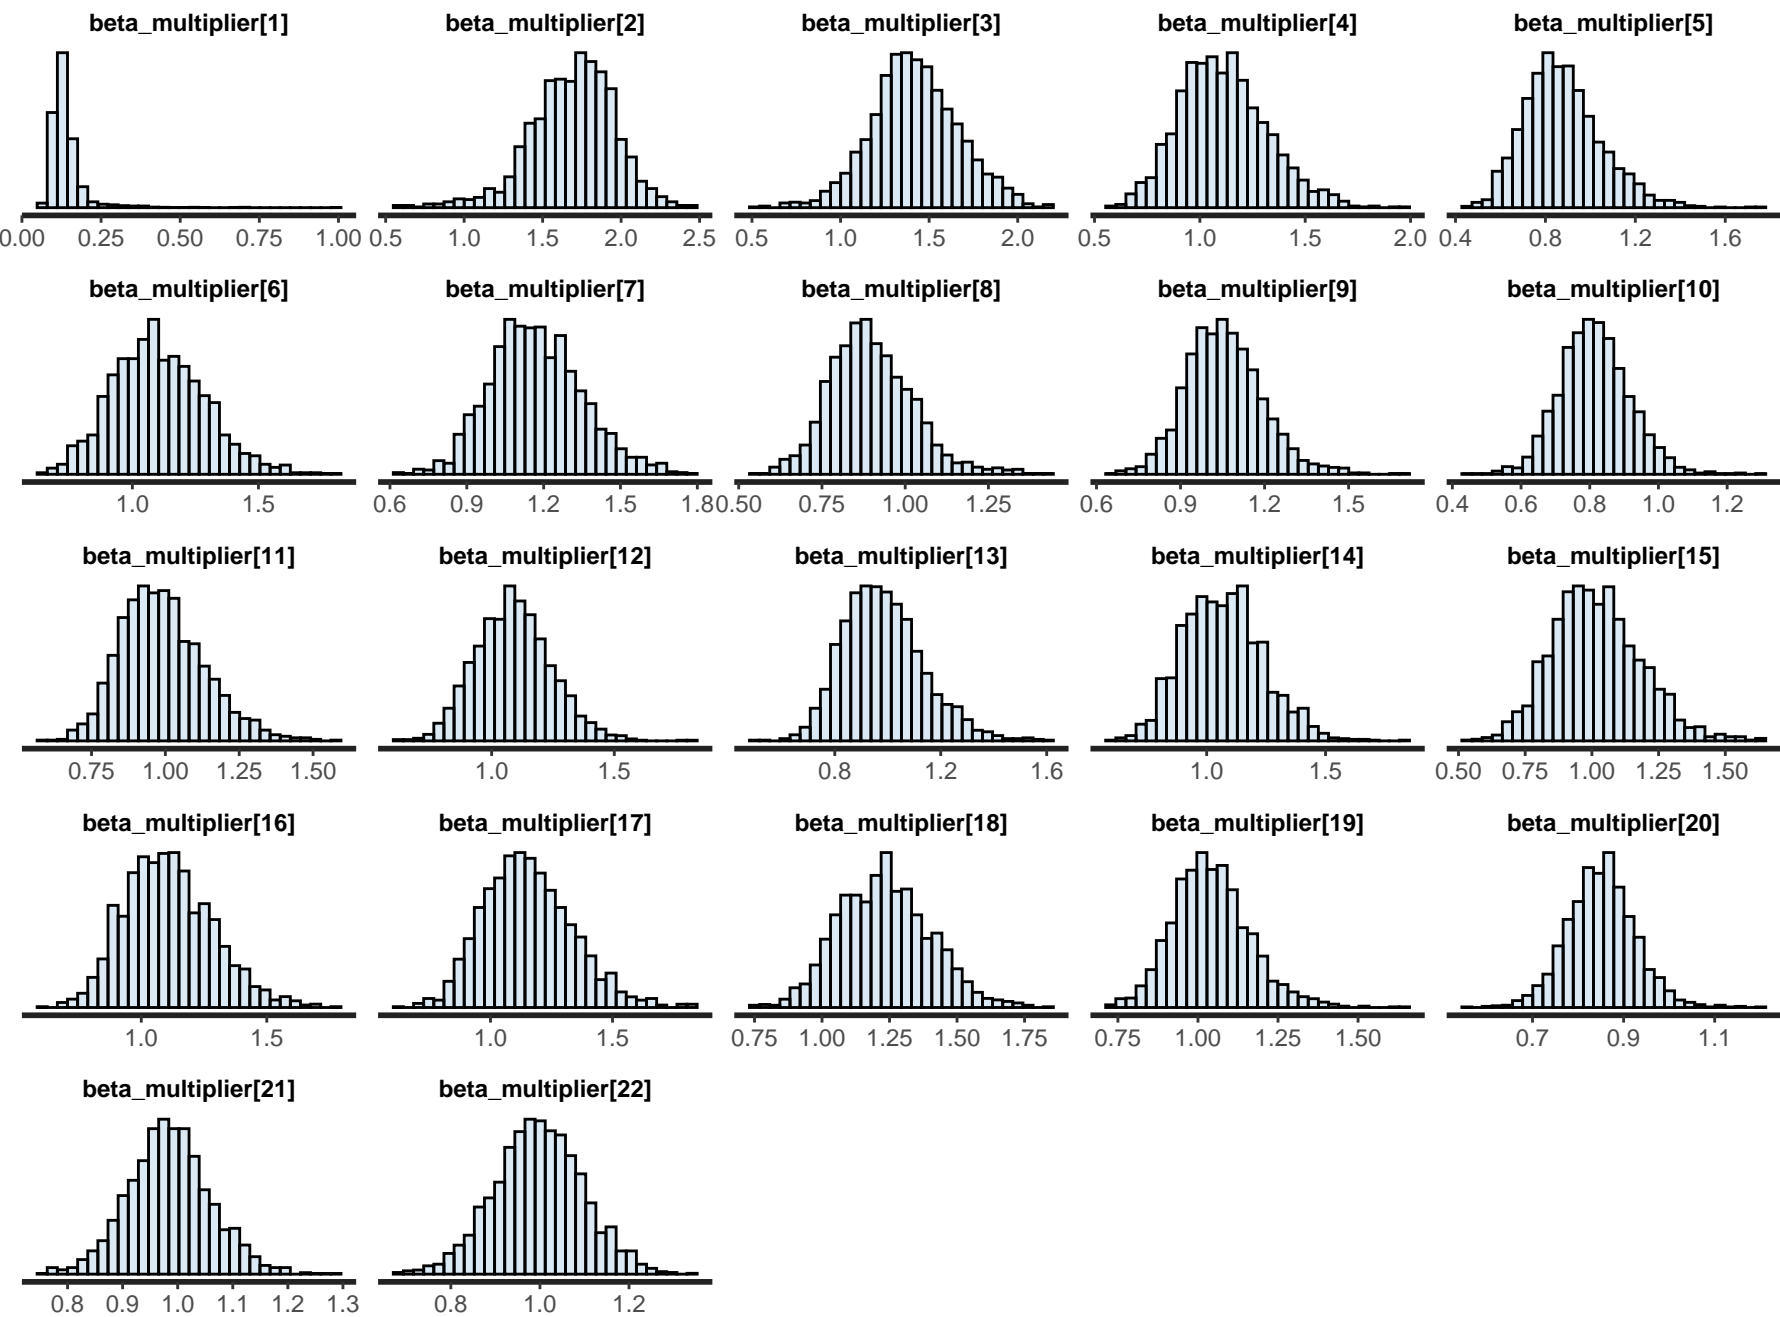 beta_multiplier[1] beta_multiplier[2] beta_multiplier[3] beta_multiplier[4] beta_multiplier[5]
0.00 0.25 0.50 0.75 1.00 0.5 1.0 1.5 2.0 2.5 0.5 1.0 1.5 2.0 0.5 1.0 1.5 2.0 0.4 0.8 1.2 1.6
beta_multiplier[6] beta_multiplier[7] beta_multiplier[8] beta_multiplier[9] beta_multiplier[10]
1.0 1.5 0.6 0.9 1.2 1.5 1.8 0.50 0.75 1.00 1.25 0.6 0.9 1.2 1.5 0.4 0.6 0.8 1.0 1.2
beta_multiplier[11] beta_multiplier[12] beta_multiplier[13] beta_multiplier[14] beta_multiplier[15]
0.75 1.00 1.25 1.50 1.0 1.5 0.8 1.2 1.6 1.0 1.5 0.50 0.75 1.00 1.25 1.50
beta_multiplier[16] beta_multiplier[17] beta_multiplier[18] beta_multiplier[19] beta_multiplier[20]
1.0 1.5 1.0 1.5 0.75 1.00 1.25 1.50 1.75 0.75 1.00 1.25 1.50 0.7 0.9 1.1
beta_multiplier[21] beta_multiplier[22]
0.8 0.9 1.0 1.1 1.2 1.3 0.8 1.0 1.2